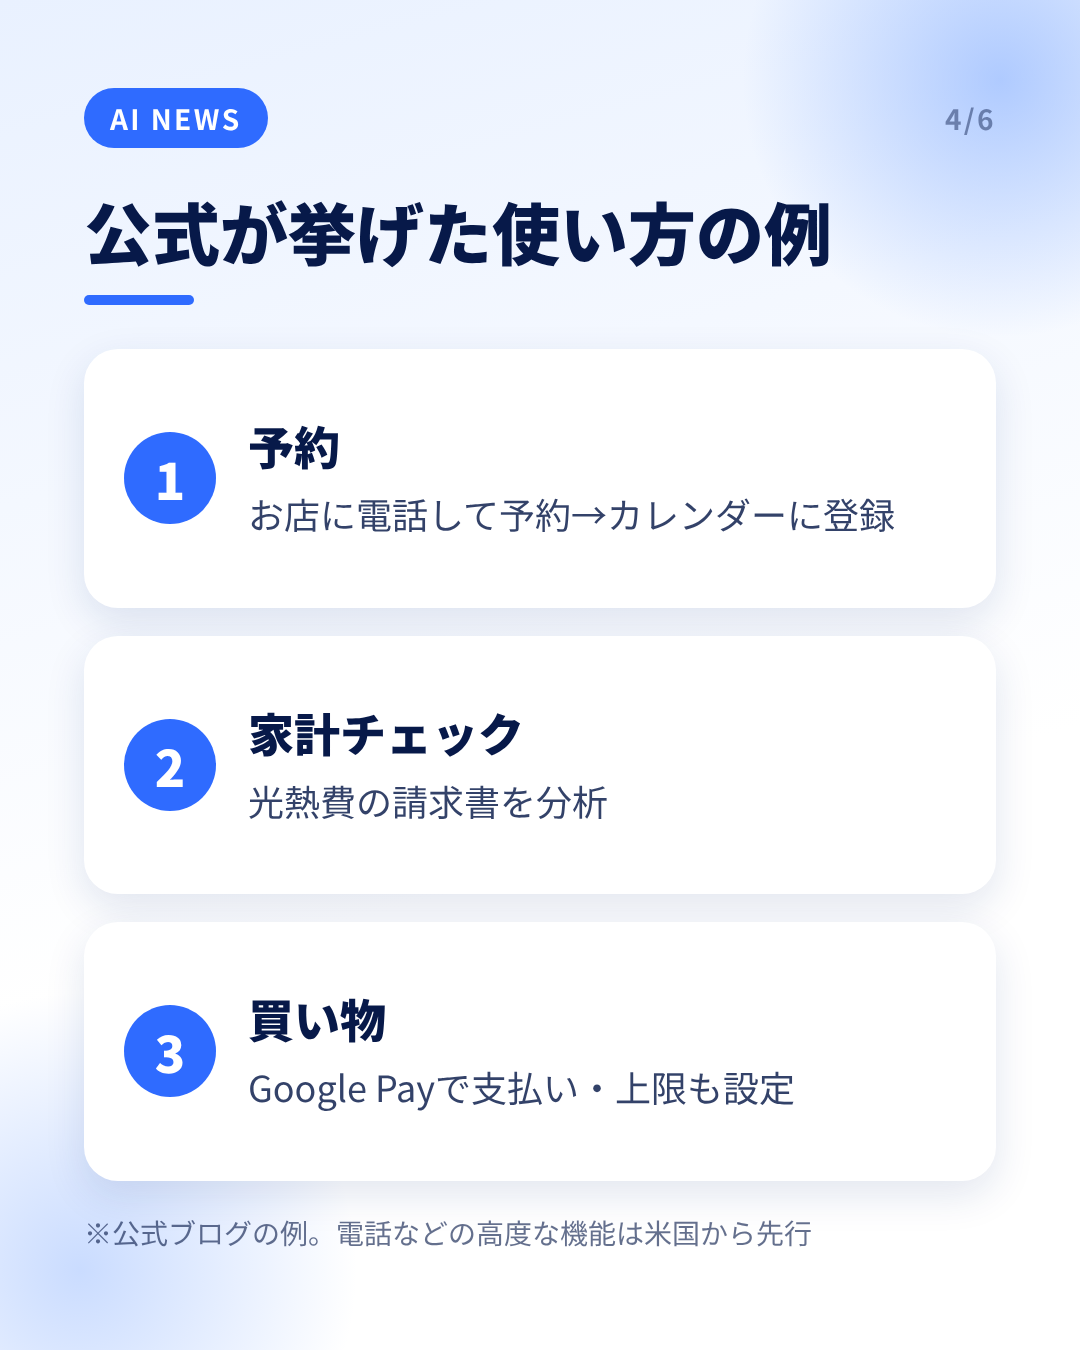 AI NEWS
4/6
公式が挙げた使い方の例
1
予約
お店に電話して予約→カレンダーに登録
2
家計チェック
光熱費の請求書を分析
3
買い物
Google Payで支払い・上限も設定
※公式ブログの例。電話などの高度な機能は米国から先行